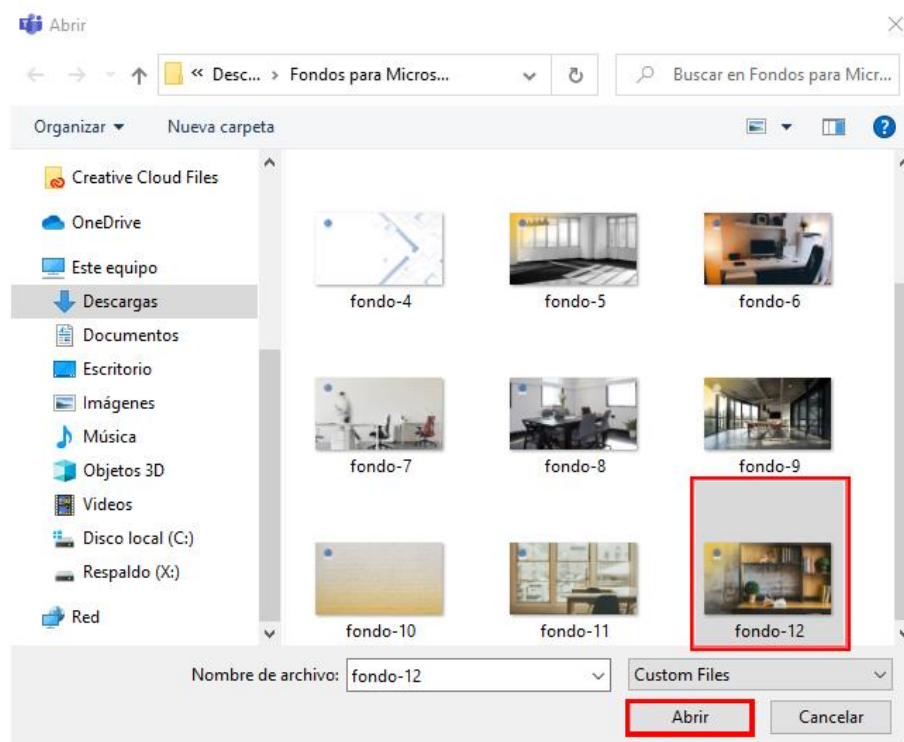 Abrir
« Desc... › Fondos para Micros...
Buscar en Fondos para Micr...
Organizar
Nueva carpeta
Creative Cloud Files
OneDrive
Este equipo
Descargas
Documentos
Escritorio
Imágenes
Música
Objetos 3D
Videos
Disco local (C:)
Respaldo (X:)
Red
fondo-4
fondo-5
fondo-6
fondo-7
fondo-8
fondo-9
fondo-10
fondo-11
fondo-12
Nombre de archivo: fondo-12
Custom Files
Abrir
Cancelar